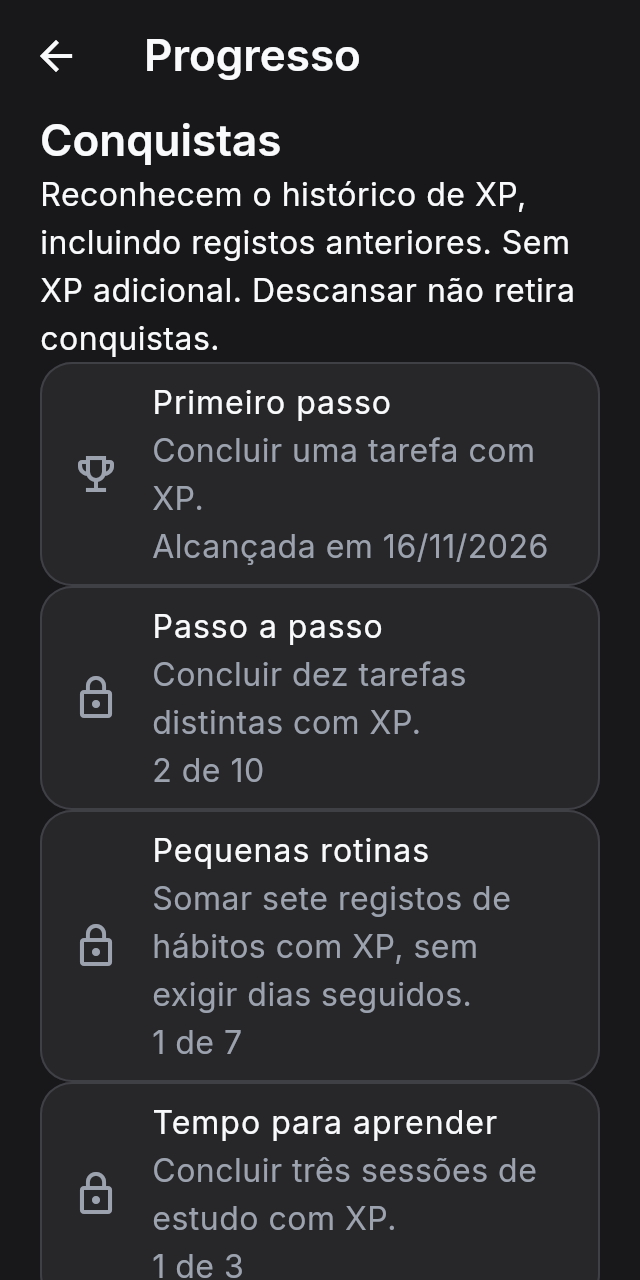 Progresso
Conquistas
Reconhecem o histórico de XP,
incluindo registos anteriores. Sem
XP adicional. Descansar não retira
conquistas.
Primeiro passo
Concluir uma tarefa com
XP.
Alcançada em 16/11/2026
Passo a passo
Concluir dez tarefas
distintas com XP.
2 de 10
Pequenas rotinas
Somar sete registos de
hábitos com XP, sem
exigir dias seguidos.
1 de 7
Tempo para aprender
Concluir três sessões de
estudo com XP.
1 de 3